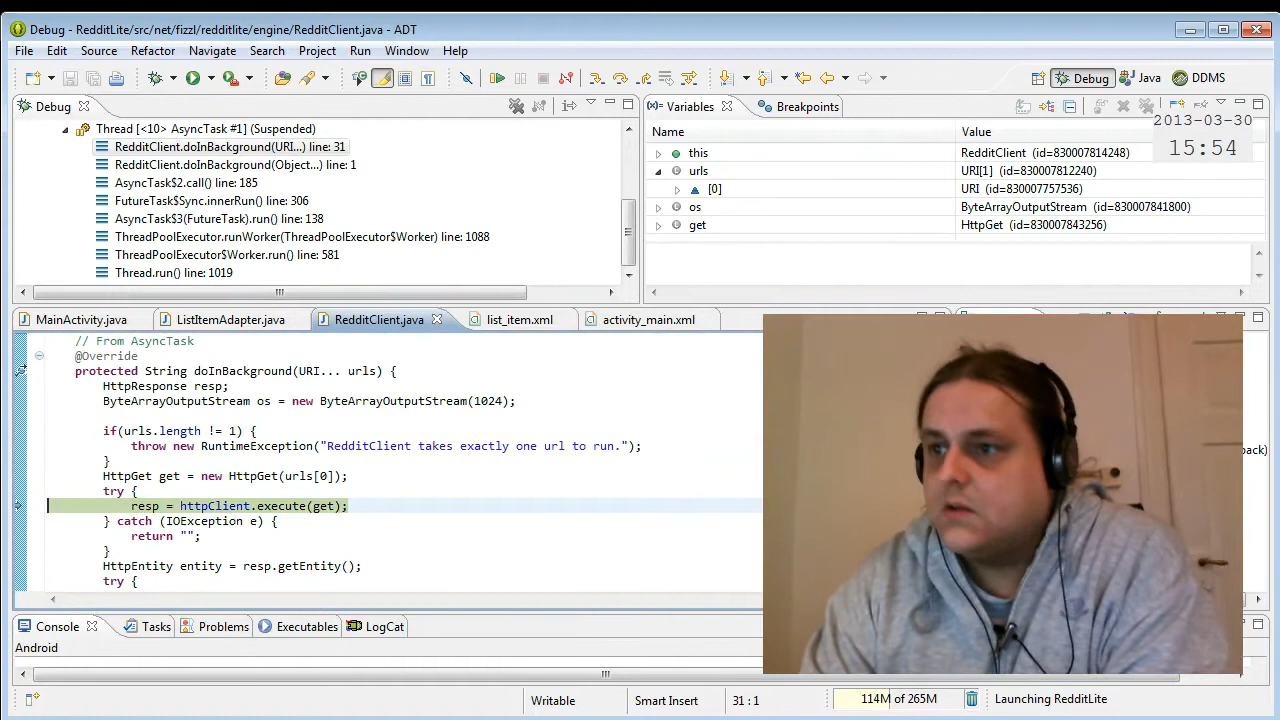 Debug - RedditLite/src/net/fizzl/redditlite/engine/RedditClient.java - ADT
File Edit Source Refactor Navigate Search Project Run Window Help
Debug Java DDMS
Debug
Thread [<10> AsyncTask #1] (Suspended)
RedditClient.doInBackground(URI...) line: 31
RedditClient.doInBackground(Object...) line: 1
AsyncTask$2.call() line: 185
FutureTask$Sync.innerRun() line: 306
AsyncTask$3(FutureTask).run() line: 138
ThreadPoolExecutor.runWorker(ThreadPoolExecutor$Worker) line: 1088
ThreadPoolExecutor$Worker.run() line: 581
Thread.run() line: 1019
Variables Breakpoints
Name Value
this RedditClient (id=830007814248)
urls URI[1] (id=830007812240)
[0] URI (id=830007757536)
os ByteArrayOutputStream (id=830007841800)
get HttpGet (id=830007843256)
2013-03-30
15:54
MainActivity.java ListItemAdapter.java RedditClient.java list_item.xml activity_main.xml
// From AsyncTask
@Override
protected String doInBackground(URI... urls) {
HttpResponse resp;
ByteArrayOutputStream os = new ByteArrayOutputStream(1024);
if(urls.length != 1) {
throw new RuntimeException("RedditClient takes exactly one url to run.");
}
HttpGet get = new HttpGet(urls[0]);
try {
resp = httpClient.execute(get);
} catch (IOException e) {
return "";
}
HttpEntity entity = resp.getEntity();
try {
back)
Console Tasks Problems Executables LogCat
Android
Writable Smart Insert 31 : 1 114M of 265M Launching RedditLite